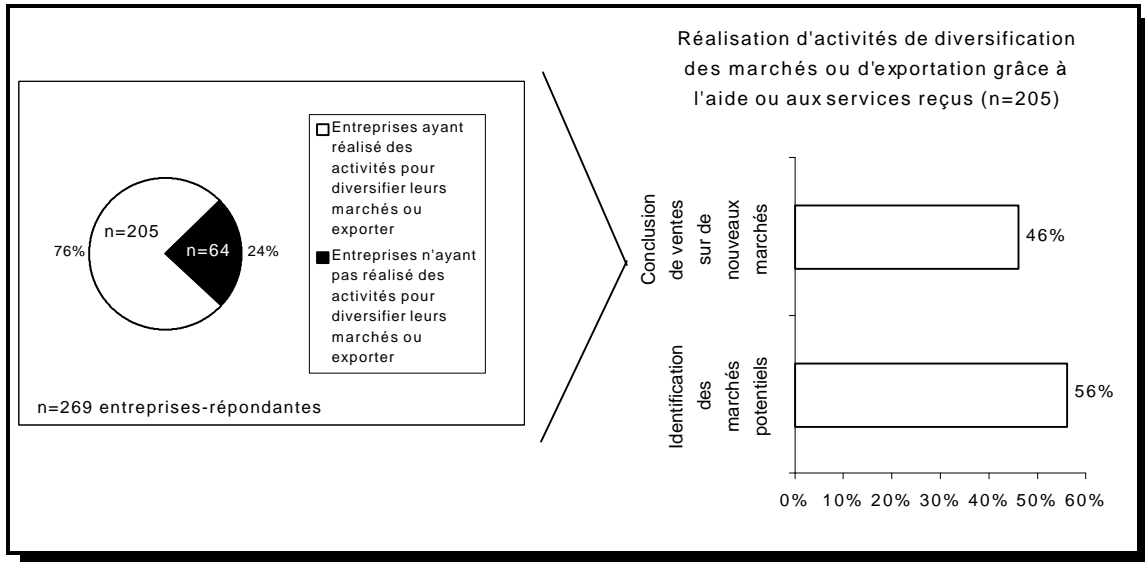 Réalisation d'activités de diversification
des marchés ou d'exportation grâce à
l'aide ou aux services reçus (n=205)
Entreprises ayant
réalisé des
activités pour
diversifier leurs
marchés ou
exporter
Entreprises n'ayant
pas réalisé des
activités pour
diversifier leurs
marchés ou
exporter
n=205
n=64
76%
24%
n=269 entreprises-répondantes
Conclusion
de ventes
sur de
nouveaux
marchés
46%
Identification
des
marchés
potentiels
56%
0% 10% 20% 30% 40% 50% 60%